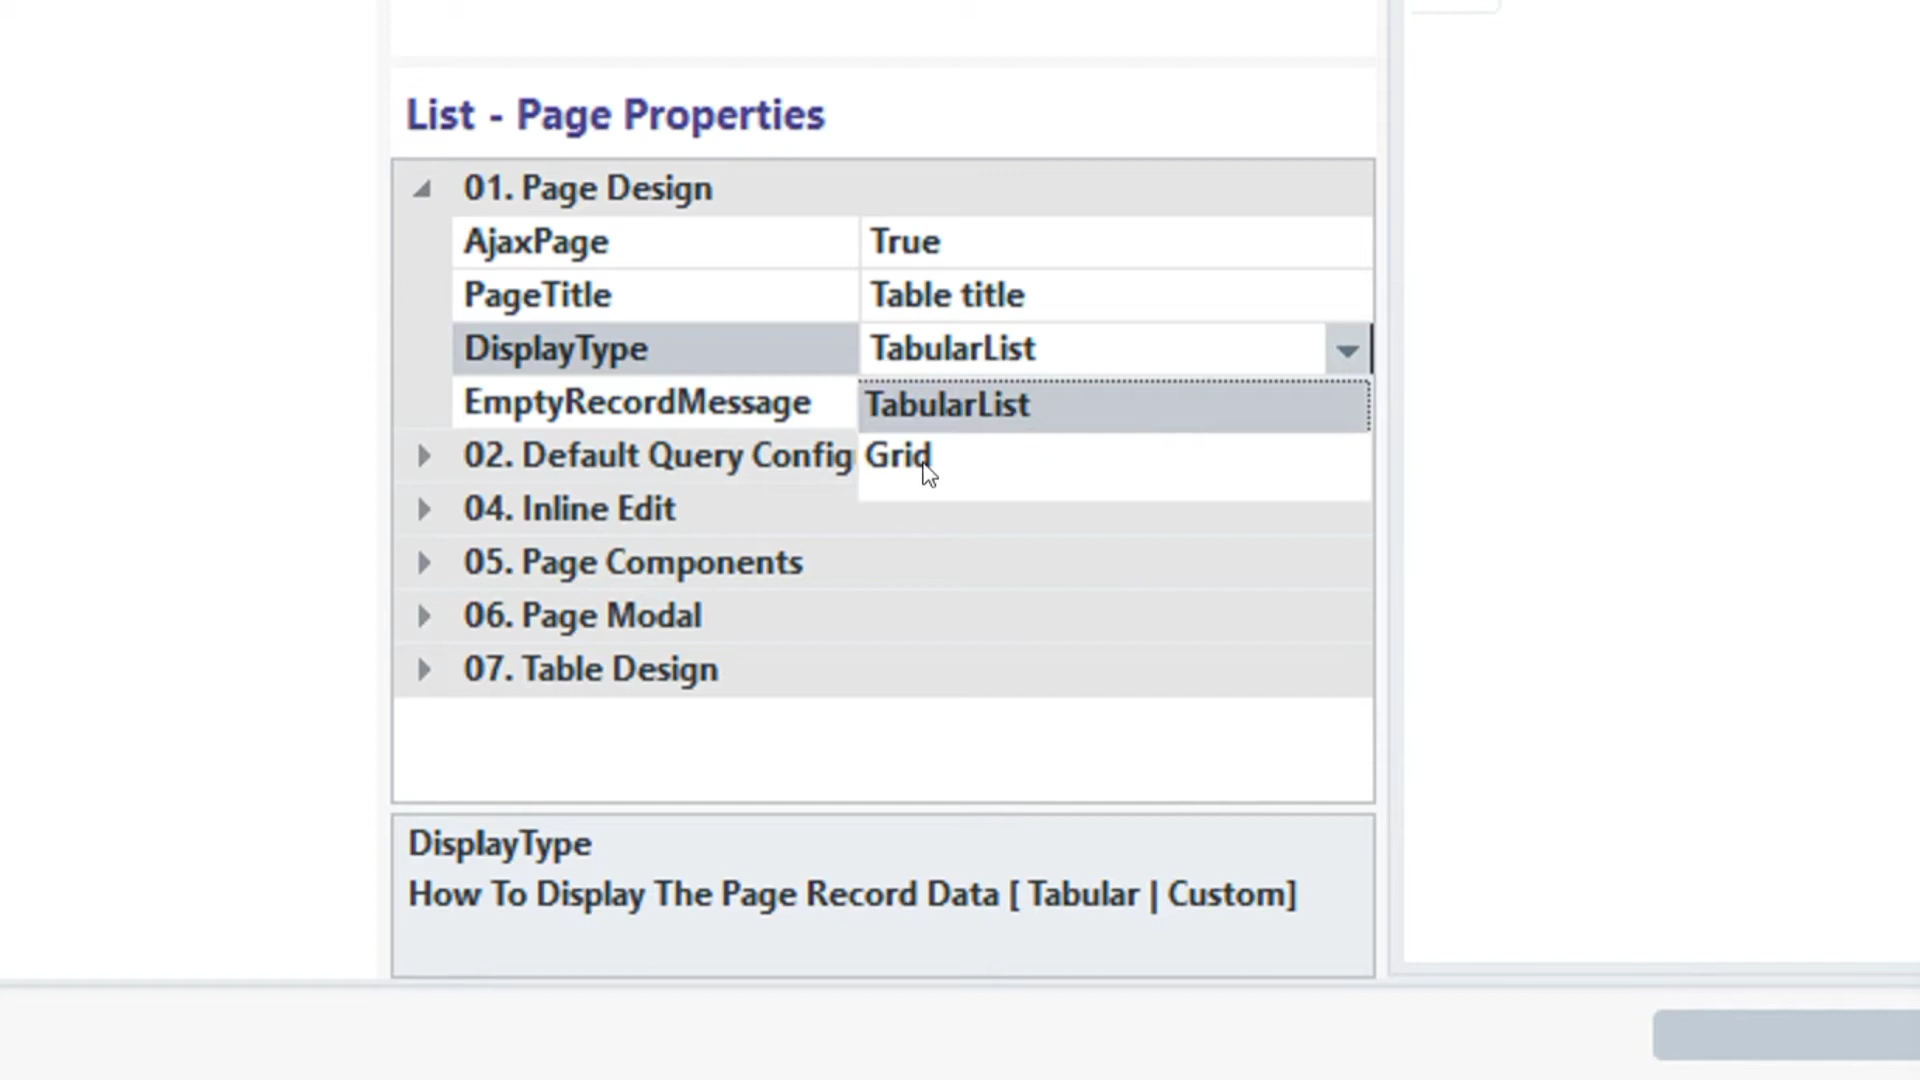 List - Page Properties
01. Page Design
AjaxPage True
PageTitle Table title
DisplayType TabularList
EmptyRecordMessage TabularList
02. Default Query Config Grid
04. Inline Edit
05. Page Components
06. Page Modal
07. Table Design
DisplayType
How To Display The Page Record Data [ Tabular | Custom]